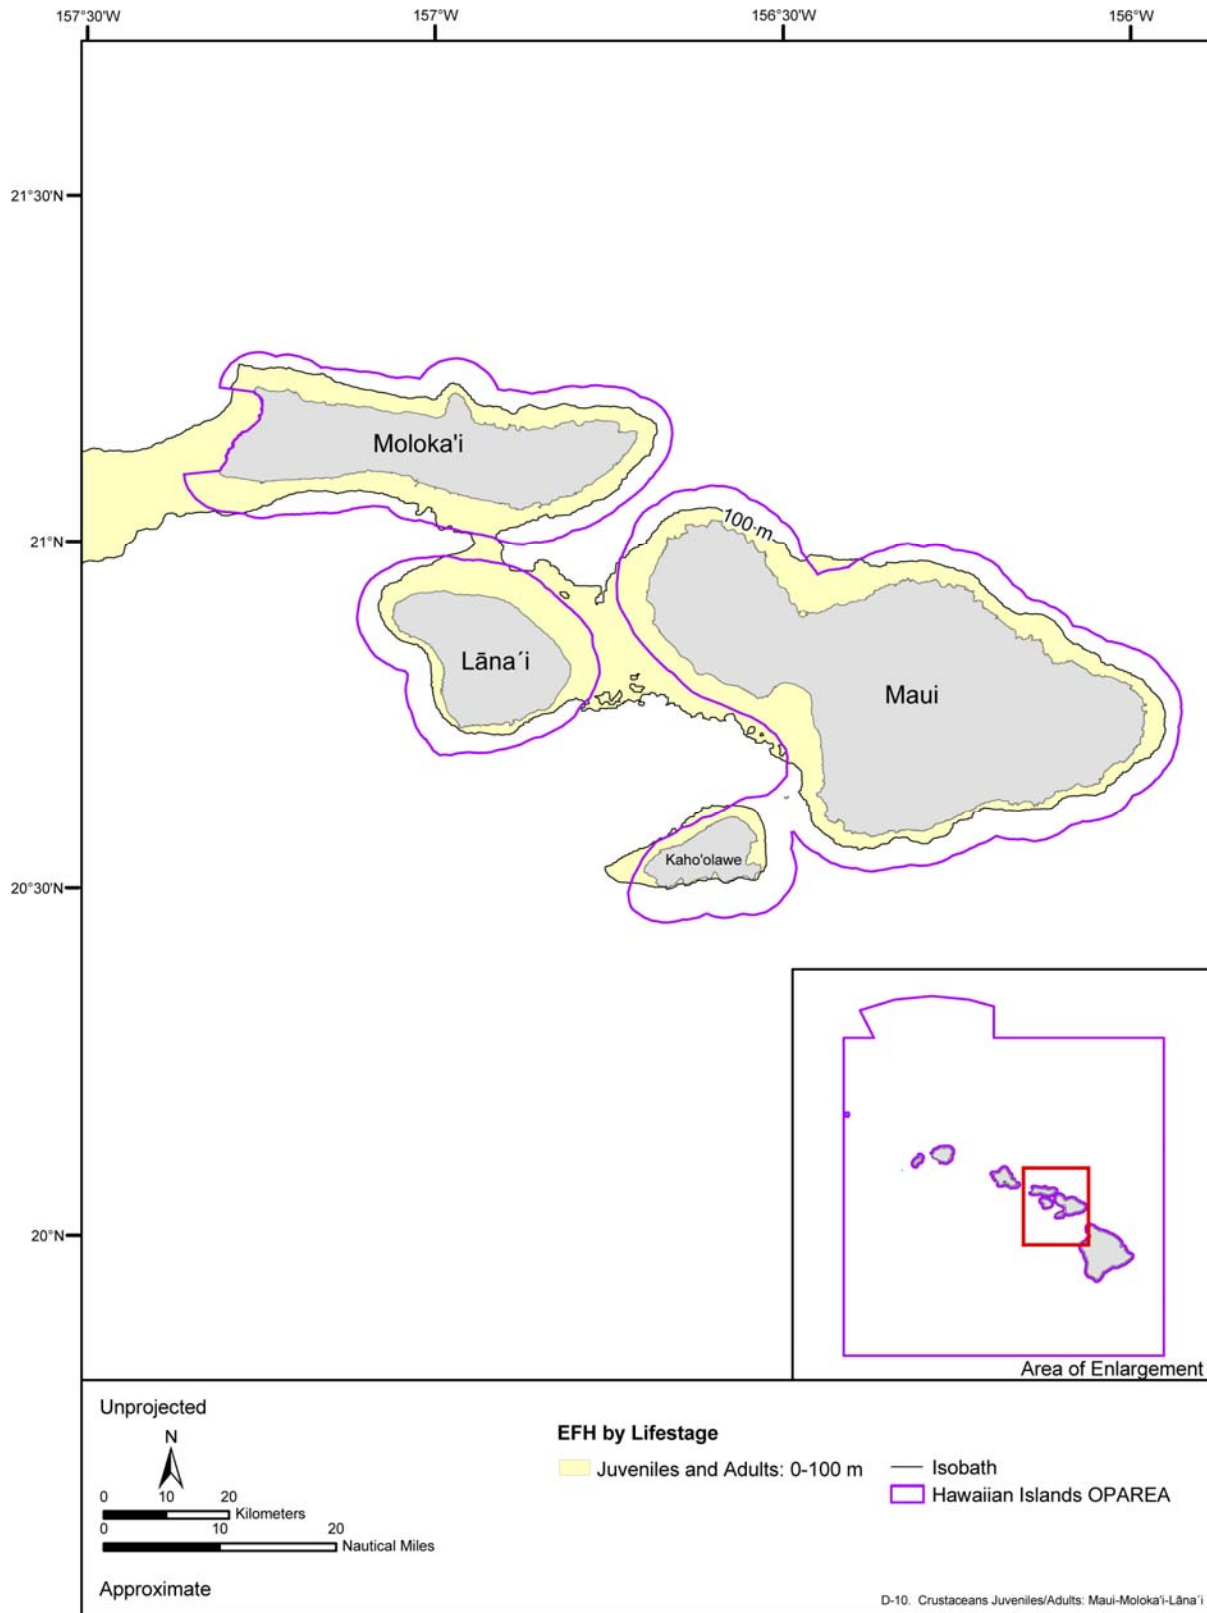 157°30'W
157°W
156°30'W
156°W
21°30'N
Moloka'i
100 m
21°N
Lāna´i
Maui
Kaho'olawe
20°30'N
20°N
Area of Enlargement
Unprojected
N
0 10 20
Kilometers
0 10 20
Nautical Miles
Approximate
EFH by Lifestage
Juveniles and Adults: 0-100 m
Isobath
Hawaiian Islands OPAREA
D-10. Crustaceans Juveniles/Adults: Maui-Moloka'i-Lāna´i